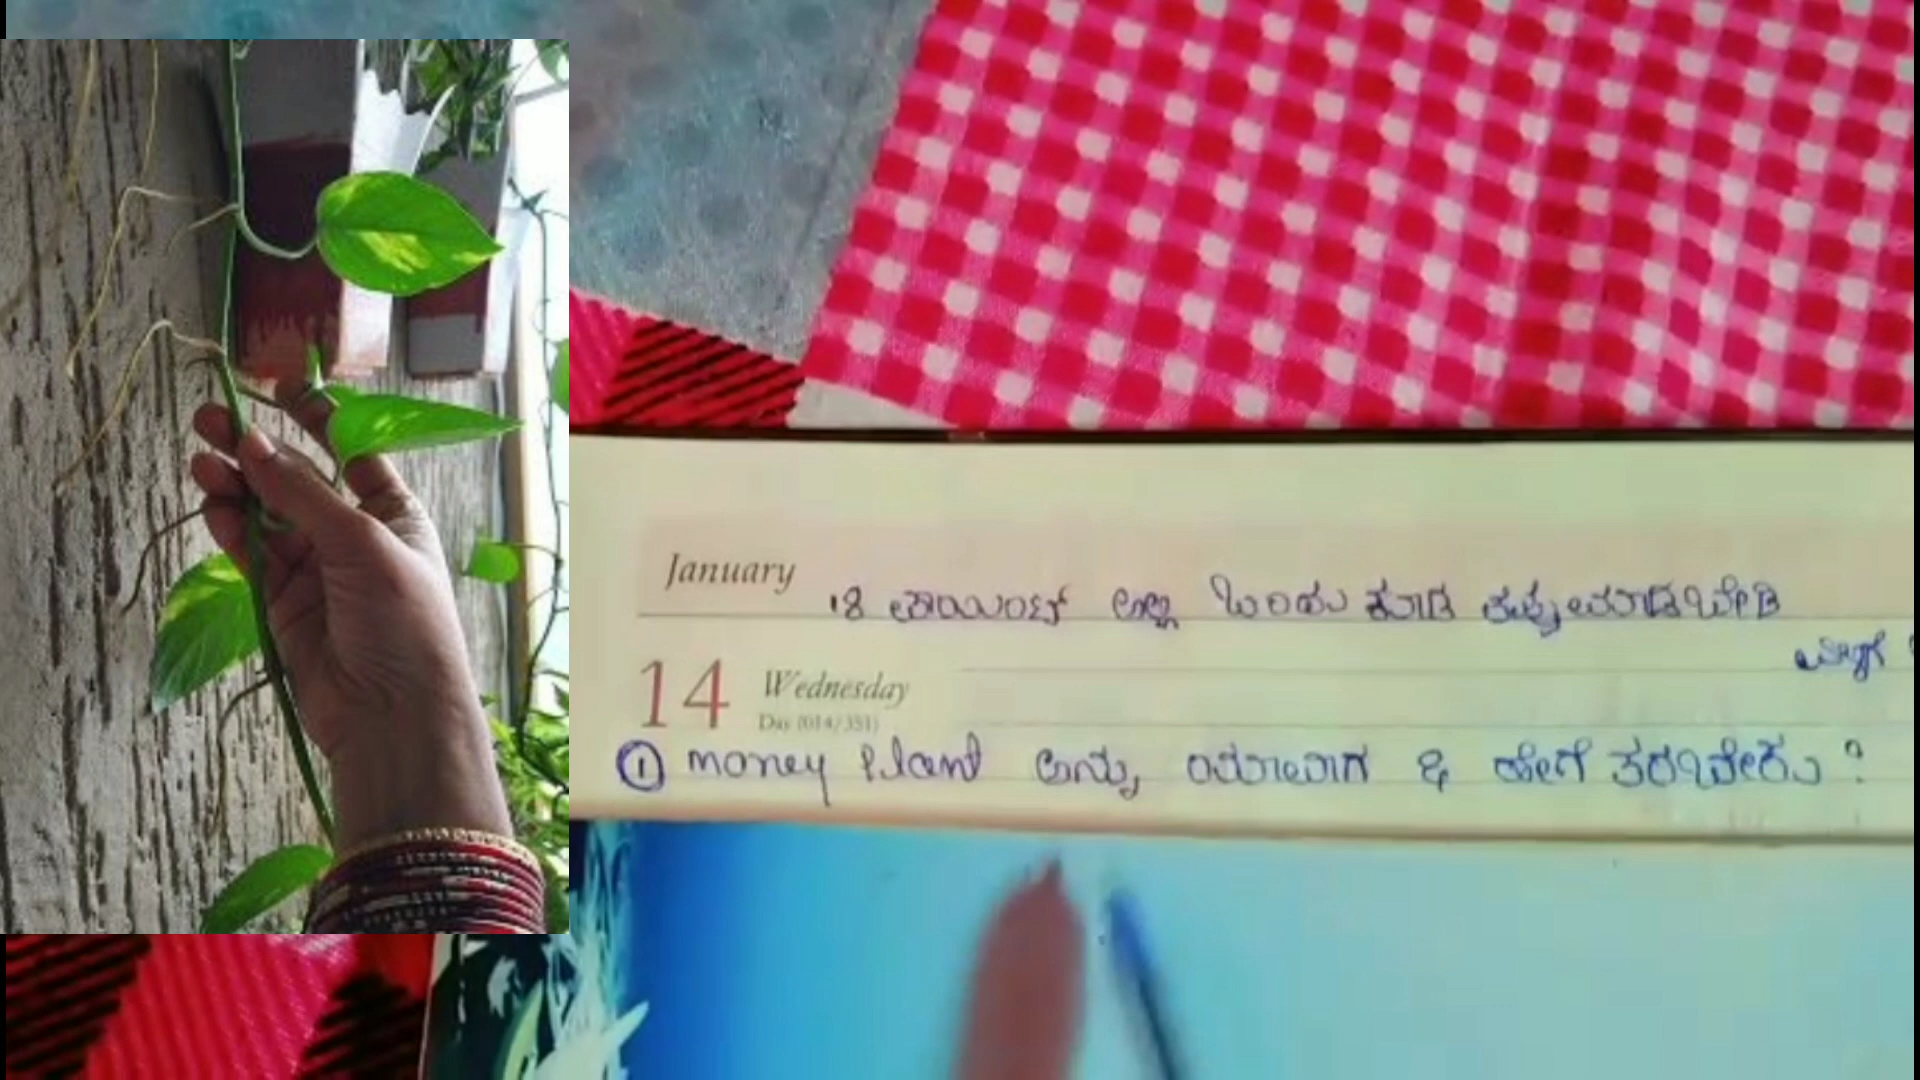 January
18 ಪಾಯಿಂಟ್ ಅಲ್ಲಿ ಒಂದು ಕೂಡ ತಪ್ಪು ಮಾಡಬೇಡಿ
14 Wednesday
Day (014/351)
① money plant ಅನ್ನು ಯಾವಾಗ & ಹೇಗೆ ತರಬೇಕು ?